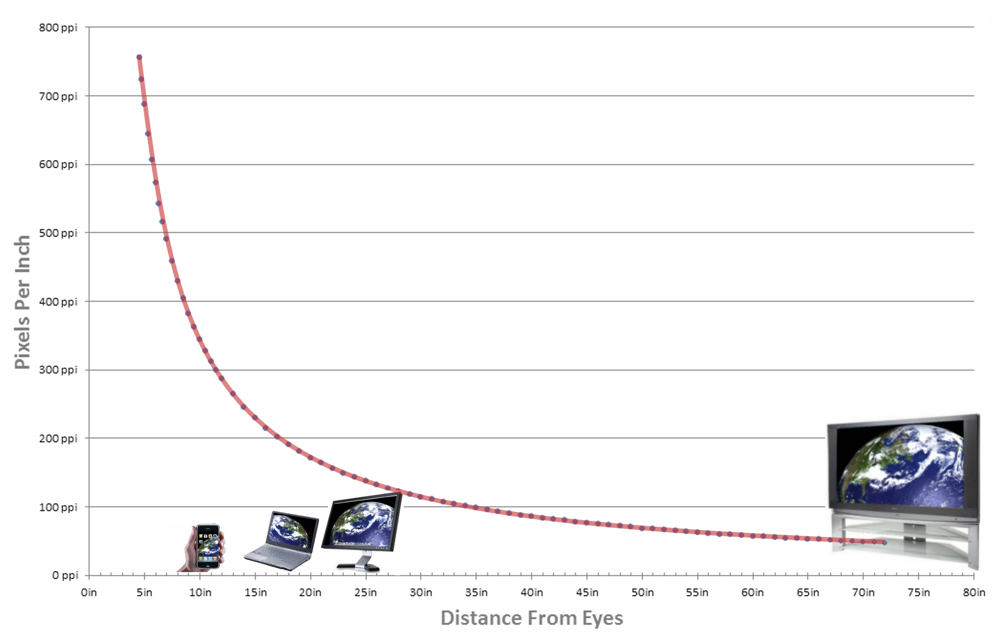 800 ppi
700 ppi
600 ppi
500 ppi
400 ppi
300 ppi
200 ppi
100 ppi
0 ppi
Pixels Per Inch
0in 5in 10in 15in 20in 25in 30in 35in 40in 45in 50in 55in 60in 65in 70in 75in 80in
Distance From Eyes